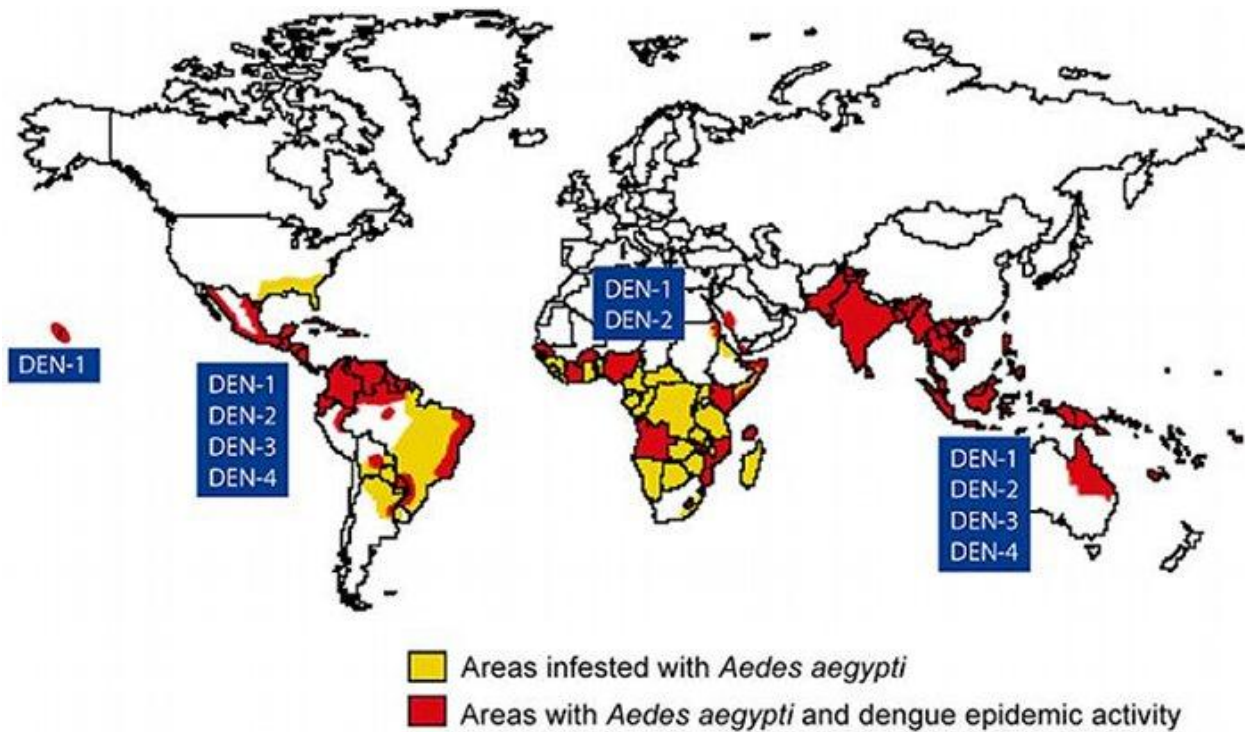 DEN-1
DEN-2
DEN-1
DEN-1
DEN-2
DEN-3
DEN-4
DEN-1
DEN-2
DEN-3
DEN-4
Areas infested with Aedes aegypti
Areas with Aedes aegypti and dengue epidemic activity